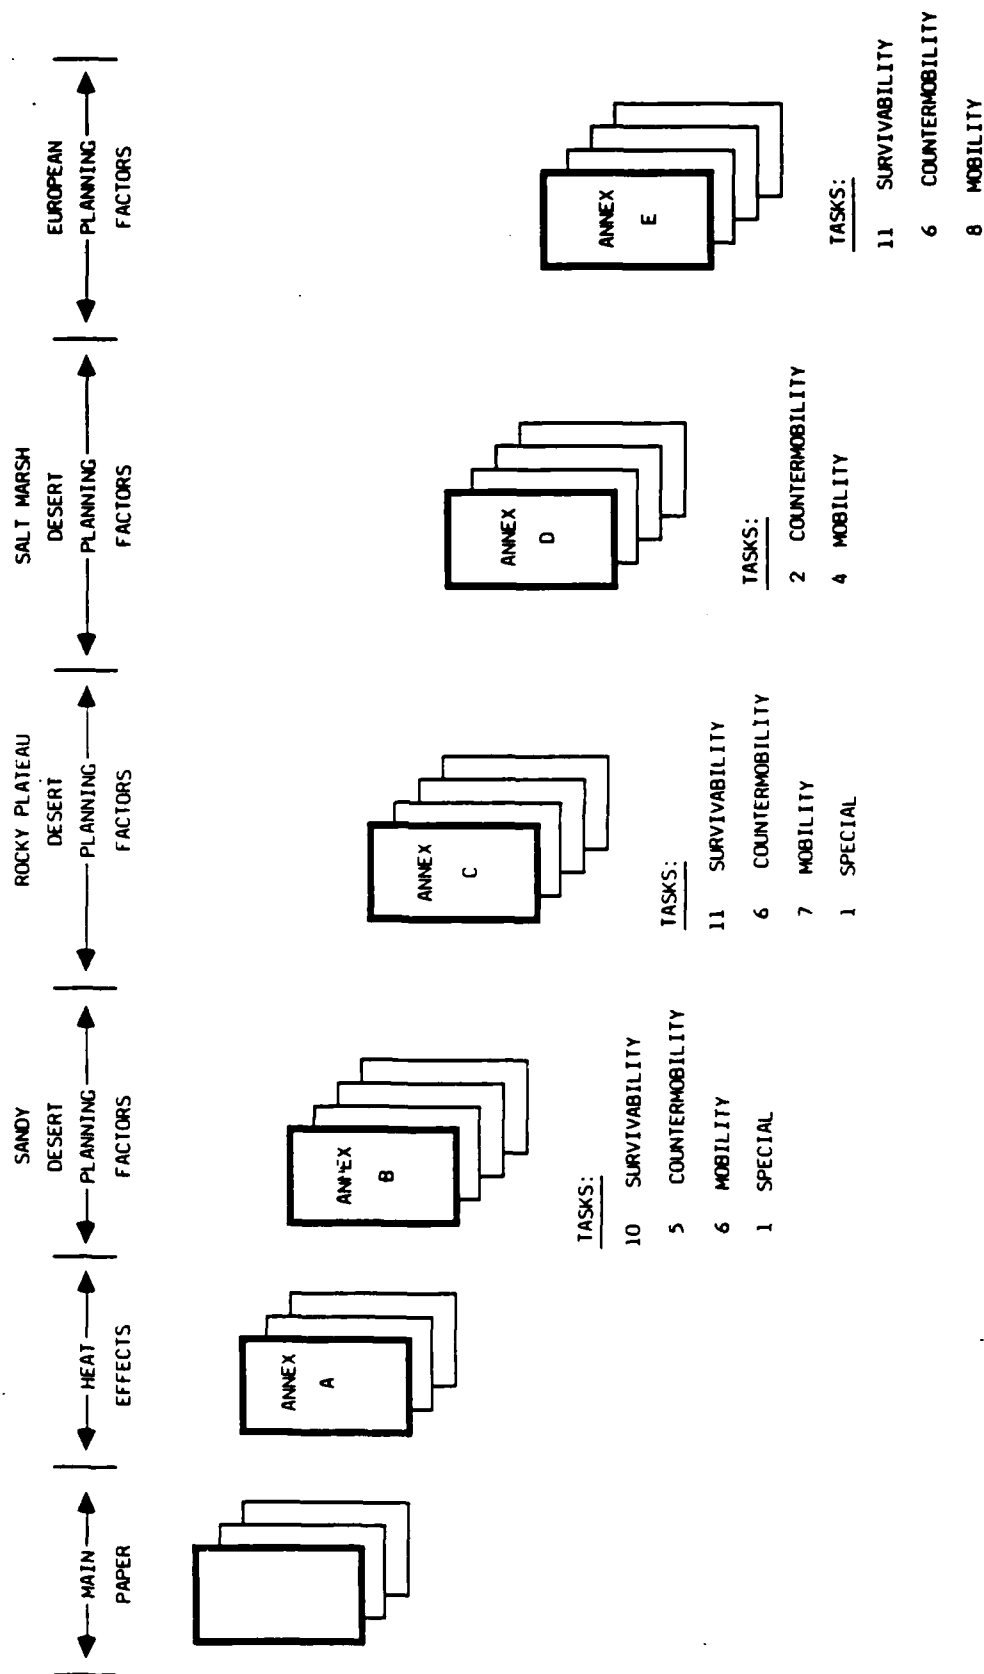 MAIN
PAPER
HEAT
EFFECTS
SANDY
DESERT
PLANNING
FACTORS
ROCKY PLATEAU
DESERT
PLANNING
FACTORS
SALT MARSH
DESERT
PLANNING
FACTORS
EUROPEAN
PLANNING
FACTORS
ANNEX
A
ANNEX
B
TASKS:
10 SURVIVABILITY
5 COUNTERMOBILITY
6 MOBILITY
1 SPECIAL
ANNEX
C
TASKS:
11 SURVIVABILITY
6 COUNTERMOBILITY
7 MOBILITY
1 SPECIAL
ANNEX
D
TASKS:
2 COUNTERMOBILITY
4 MOBILITY
ANNEX
E
TASKS:
11 SURVIVABILITY
6 COUNTERMOBILITY
8 MOBILITY